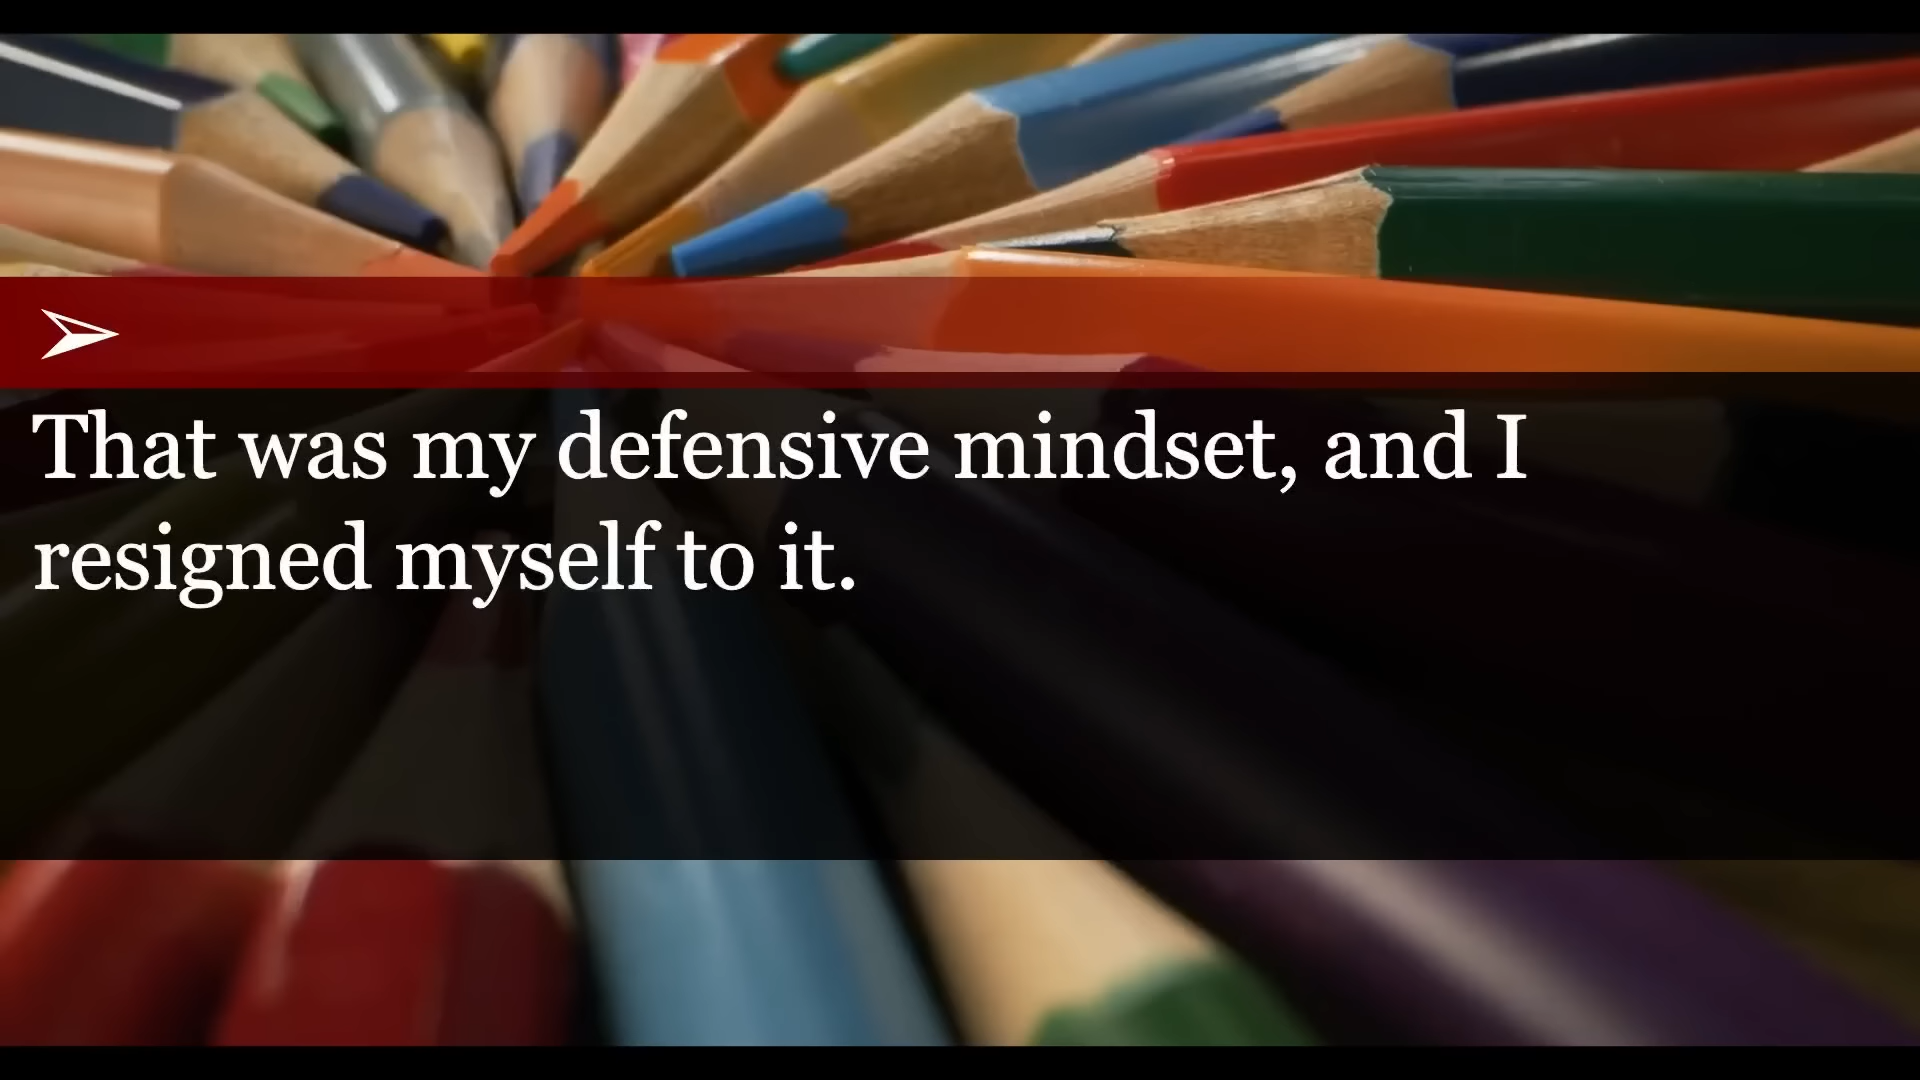 That was my defensive mindset, and I
resigned myself to it.